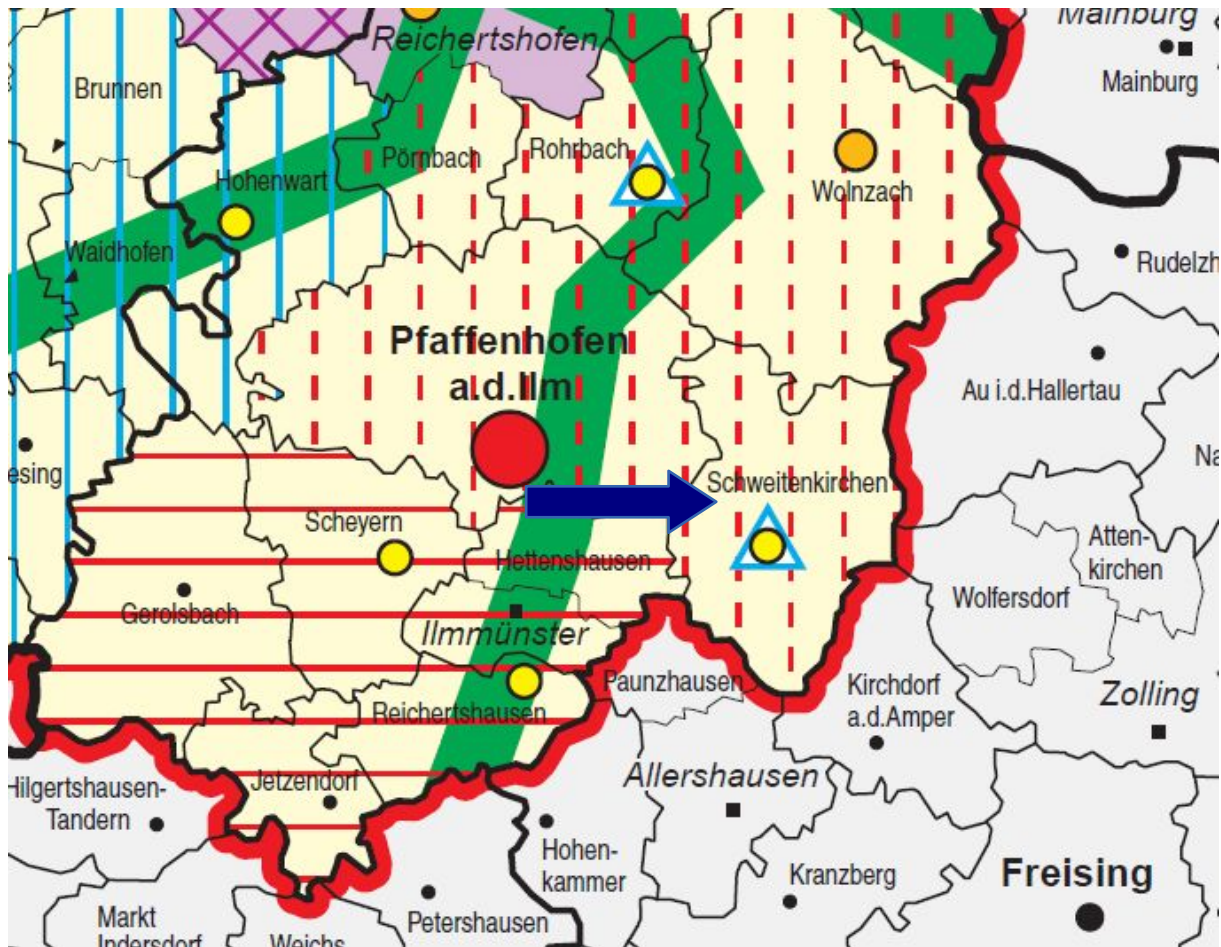 Mainburg
Reichertshofen
Mainburg
Brunnen
Rohrbach
Pörnbach
Hohenwart
Wolnzach
Waidhofen
Rudelzh
Pfaffenhofen
a.d.Ilm
Au i.d.Hallertau
esing
Na
Schweitenkirchen
Scheyern
Hettenshausen
Atten-
kirchen
Wolfersdorf
Gerolsbach
Ilmmünster
Paunzhausen
Kirchdorf
a.d.Amper
Zolling
Reichertshausen
Jetzendorf
Allershausen
Hilgertshausen-
Tandern
Hohen-
kammer
Kranzberg
Freising
Markt
Indersdorf
Petershausen
Weichs